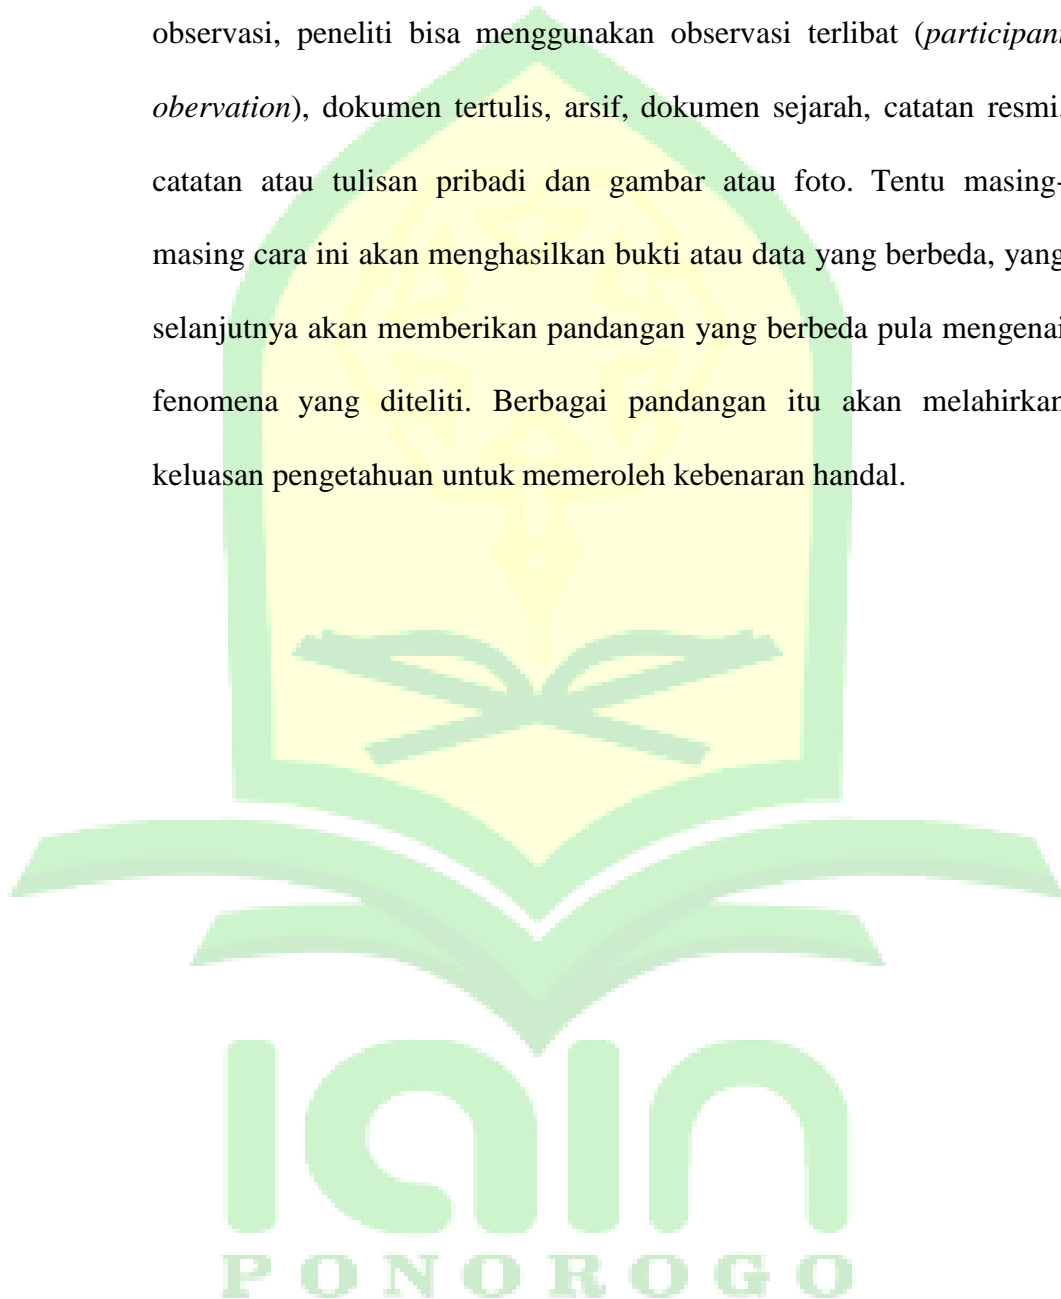 observasi, peneliti bisa menggunakan observasi terlibat (participant
obervation), dokumen tertulis, arsif, dokumen sejarah, catatan resmi,
catatan atau tulisan pribadi dan gambar atau foto. Tentu masing-
masing cara ini akan menghasilkan bukti atau data yang berbeda, yang
selanjutnya akan memberikan pandangan yang berbeda pula mengenai
fenomena yang diteliti. Berbagai pandangan itu akan melahirkan
keluasan pengetahuan untuk memeroleh kebenaran handal.
IAIN
PONOROGO